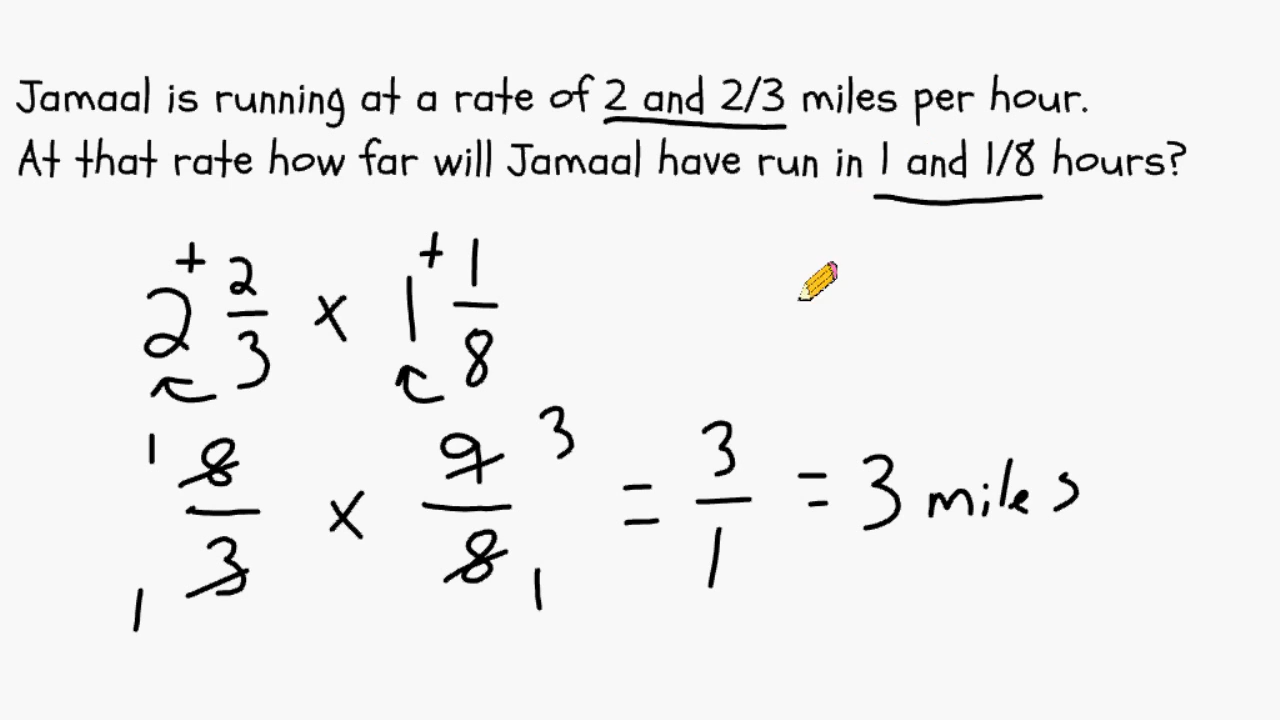 Jamaal is running at a rate of 2 and 2/3 miles per hour.
At that rate how far will Jamaal have run in 1 and 1/8 hours?
2 + 2/3 x 1 + 1/8
1 8/3 1 x 9/8 3 1 = 3/1 = 3 miles